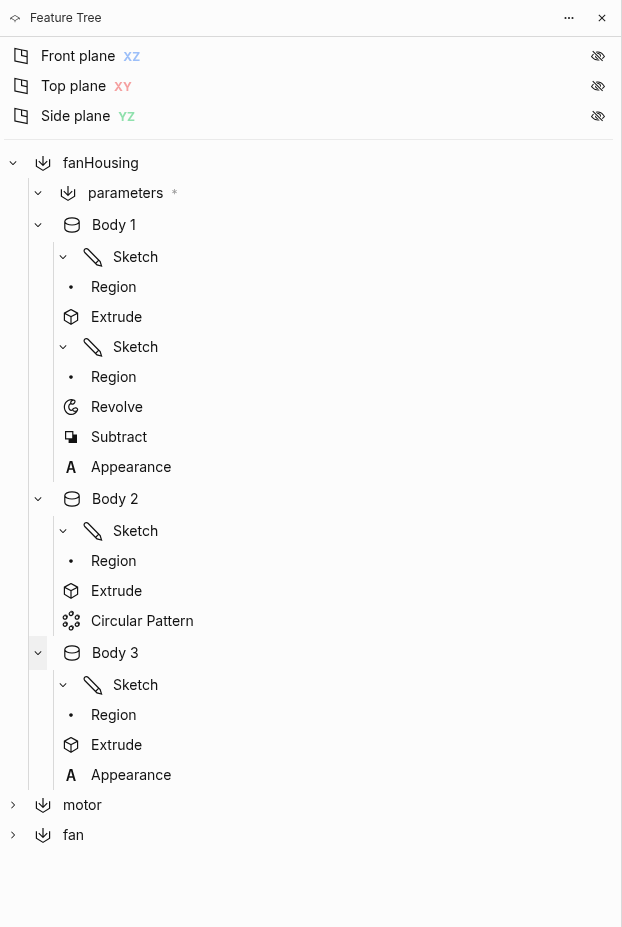 Feature Tree
Front plane XZ
Top plane XY
Side plane YZ
fanHousing
parameters *
Body 1
Sketch
Region
Extrude
Sketch
Region
Revolve
Subtract
A Appearance
Body 2
Sketch
Region
Extrude
Circular Pattern
Body 3
Sketch
Region
Extrude
A Appearance
motor
fan